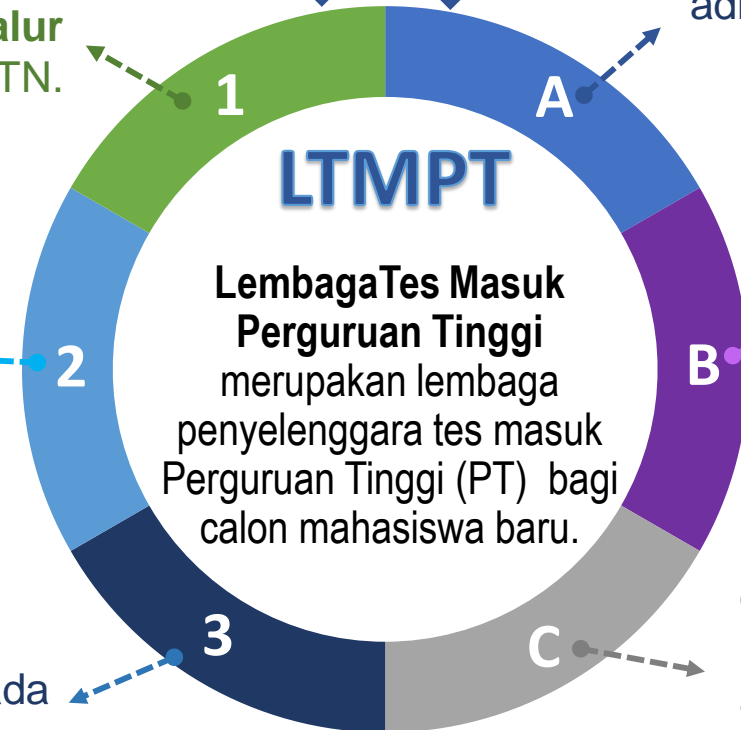 alur
TN.
adı
1
A
LTMPT
LembagaTes Masuk
Perguruan Tinggi
merupakan lembaga
penyelenggara tes masuk
Perguruan Tinggi (PT) bagi
calon mahasiswa baru.
2
B
3
C
da